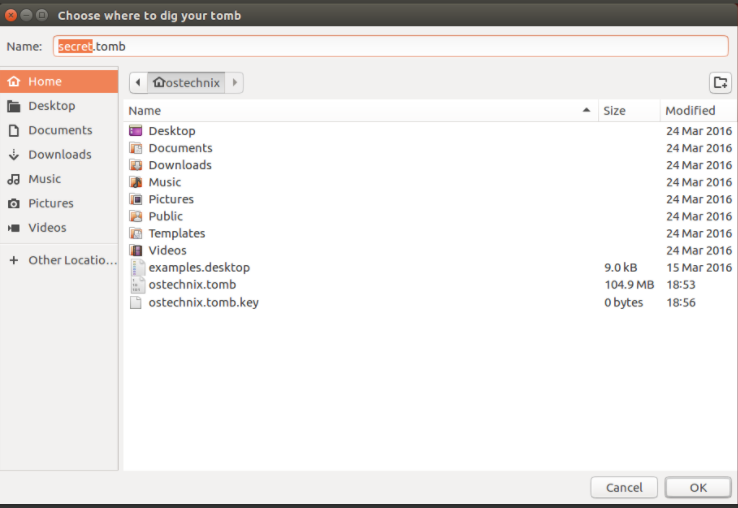 Choose where to dig your tomb
Name: secret.tomb
Home
Desktop
Documents
Downloads
Music
Pictures
Videos
Other Locatio...
ostechnix
Name Size Modified
Desktop 24 Mar 2016
Documents 24 Mar 2016
Downloads 24 Mar 2016
Music 24 Mar 2016
Pictures 24 Mar 2016
Public 24 Mar 2016
Templates 24 Mar 2016
Videos 24 Mar 2016
examples.desktop 9.0 kB 15 Mar 2016
ostechnix.tomb 104.9 MB 18:53
ostechnix.tomb.key 0 bytes 18:56
Cancel OK